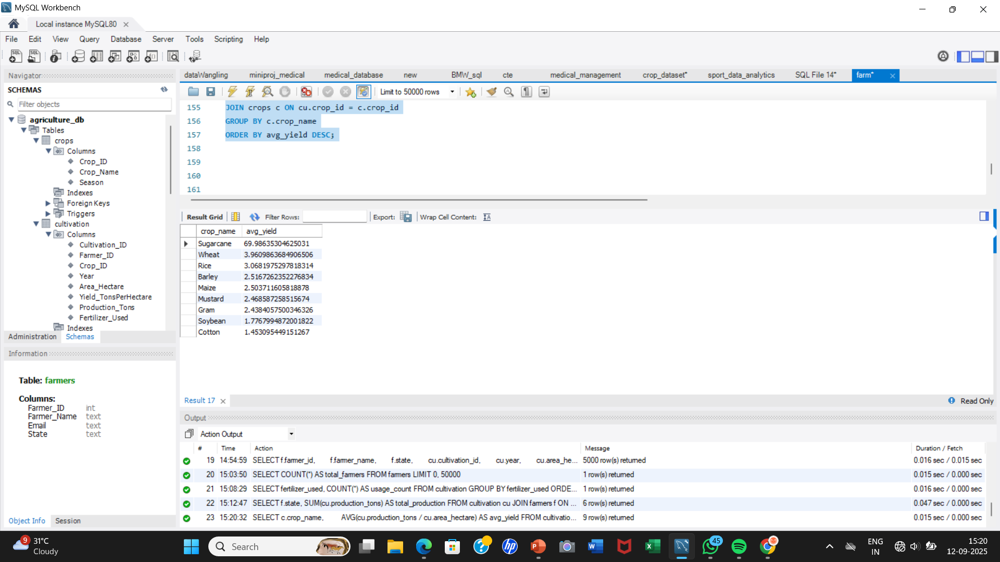 MySQL Workbench
Local instance MySQL80
File Edit View Query Database Server Tools Scripting Help
Navigator
SCHEMAS
Filter objects
agriculture_db
Tables
crops
Columns
Crop_ID
Crop_Name
Season
Indexes
Foreign Keys
Triggers
cultivation
Columns
Cultivation_ID
Farmer_ID
Crop_ID
Year
Area_Hectare
Yield_TonsPerHectare
Production_Tons
Fertilizer_Used
Indexes
Administration Schemas
Information
Table: farmers
Columns:
Farmer_ID int
Farmer_Name text
Email text
State text
Object Info Session
dataWangling miniproj_medical medical_database new BMW_sql cte medical_management crop_dataset* sport_data_analytics SQL File 14* farm*
Limit to 50000 rows
155 JOIN crops c ON cu.crop_id = c.crop_id
156 GROUP BY c.crop_name
157 ORDER BY avg_yield DESC;
158
159
160
161
Result Grid Filter Rows: Export: Wrap Cell Content:
crop_name avg_yield
Sugarcane 69.98635304625031
Wheat 3.9609863684906506
Rice 3.0681975297818314
Barley 2.5167262352276834
Maize 2.503711605818878
Mustard 2.468587258515674
Gram 2.4384057500346326
Soybean 1.7767994872001822
Cotton 1.453095449151267
Result 17
Read Only
Output
Action Output
# Time Action Message Duration / Fetch
19 14:54:59 SELECT f.farmer_id, f.farmer_name, f.state, cu.cultivation_id, cu.year, cu.area_he... 5000 row(s) returned 0.016 sec / 0.015 sec
20 15:03:50 SELECT COUNT(*) AS total_farmers FROM farmers LIMIT 0, 50000 1 row(s) returned 0.015 sec / 0.000 sec
21 15:08:29 SELECT fertilizer_used, COUNT(*) AS usage_count FROM cultivation GROUP BY fertilizer_used ORDE... 1 row(s) returned 0.016 sec / 0.000 sec
22 15:12:47 SELECT f.state, SUM(cu.production_tons) AS total_production FROM cultivation cu JOIN farmers f ON ... 6 row(s) returned 0.047 sec / 0.000 sec
23 15:20:32 SELECT c.crop_name, AVG(cu.production_tons / cu.area_hectare) AS avg_yield FROM cultivatio... 9 row(s) returned 0.015 sec / 0.000 sec
9
31°C
Cloudy
Search
45
ENG
IN
15:20
12-09-2025